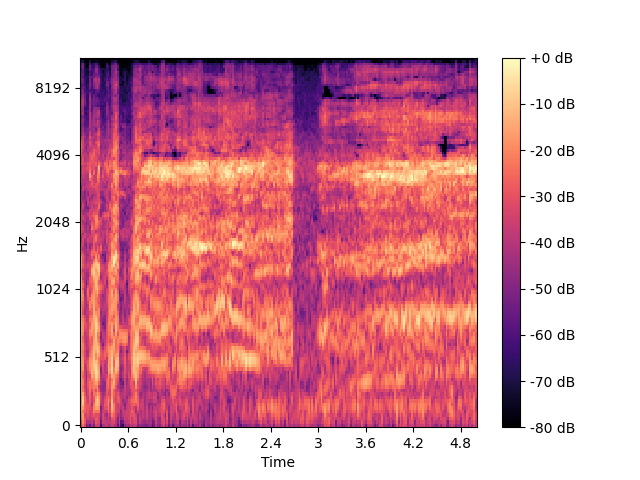 +0 dB
8192
-10 dB
4096
-20 dB
-30 dB
2048
Hz
-40 dB
1024
-50 dB
-60 dB
512
-70 dB
0
-80 dB
0 0.6 1.2 1.8 2.4 3 3.6 4.2 4.8
Time